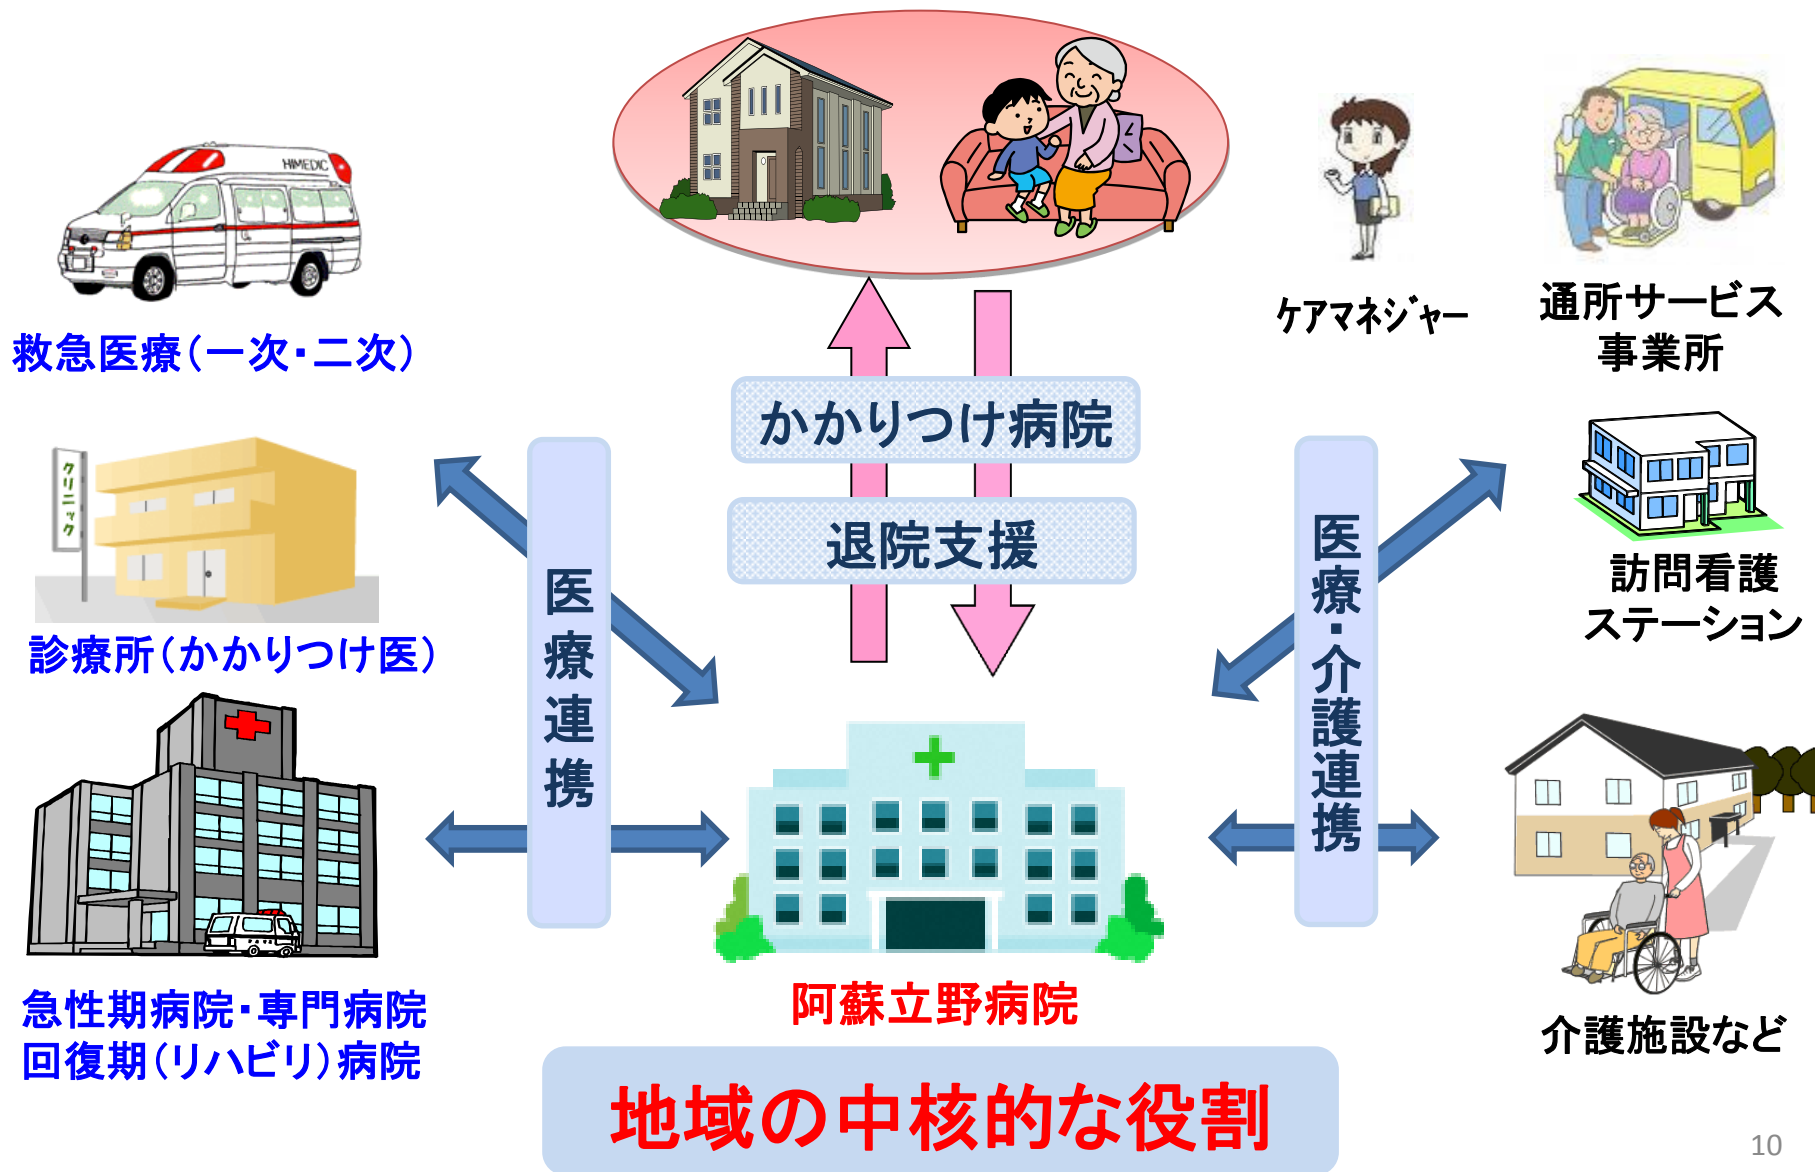 HIMEDIC
救急医療（一次・二次）
クリニック
診療所（かかりつけ医）
急性期病院・専門病院
回復期（リハビリ）病院
医療連携
かかりつけ病院
退院支援
阿蘇立野病院
地域の中核的な役割
医療・介護連携
ケアマネジャー
通所サービス
事業所
訪問看護
ステーション
介護施設など
10